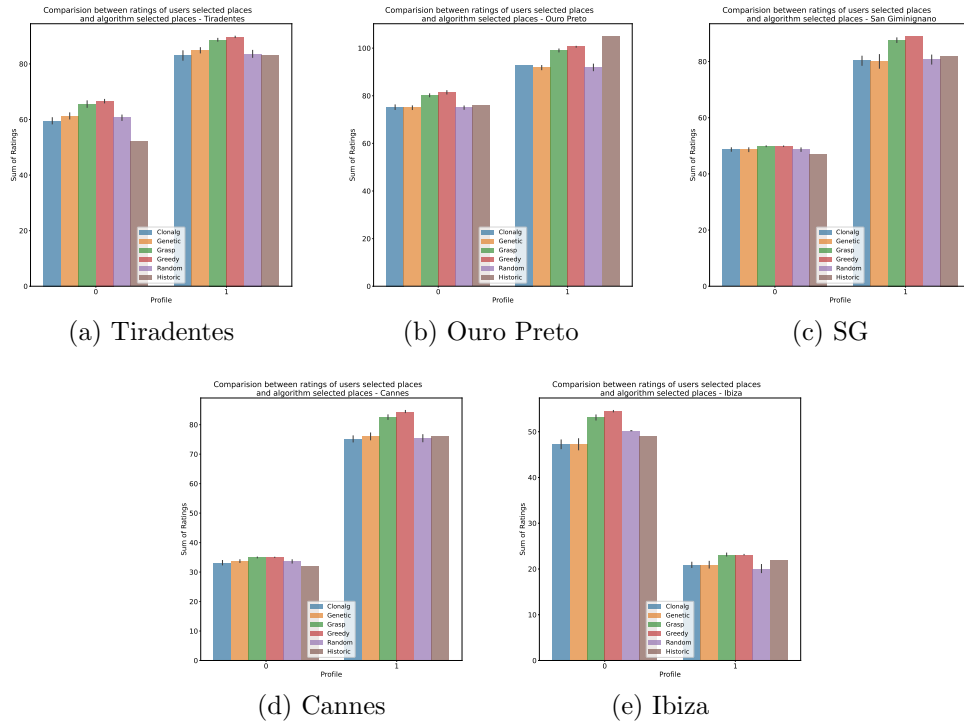 Comparision between ratings of users selected places
and algorithm selected places - Tiradentes
Sum of Ratings
80
60
40
20
0
Clonalg
Genetic
Grasp
Greedy
Random
Historic
0
1
Profile
(a) Tiradentes
Comparision between ratings of users selected places
and algorithm selected places - Ouro Preto
Sum of Ratings
100
80
60
40
20
0
Clonalg
Genetic
Grasp
Greedy
Random
Historic
0
1
Profile
(b) Ouro Preto
Comparision between ratings of users selected places
and algorithm selected places - San Giminignano
Sum of Ratings
80
60
40
20
0
Clonalg
Genetic
Grasp
Greedy
Random
Historic
0
1
Profile
(c) SG
Comparision between ratings of users selected places
and algorithm selected places - Cannes
Sum of Ratings
80
70
60
50
40
30
20
10
0
Clonalg
Genetic
Grasp
Greedy
Random
Historic
0
1
Profile
(d) Cannes
Comparision between ratings of users selected places
and algorithm selected places - Ibiza
Sum of Ratings
50
40
30
20
10
0
Clonalg
Genetic
Grasp
Greedy
Random
Historic
0
1
Profile
(e) Ibiza